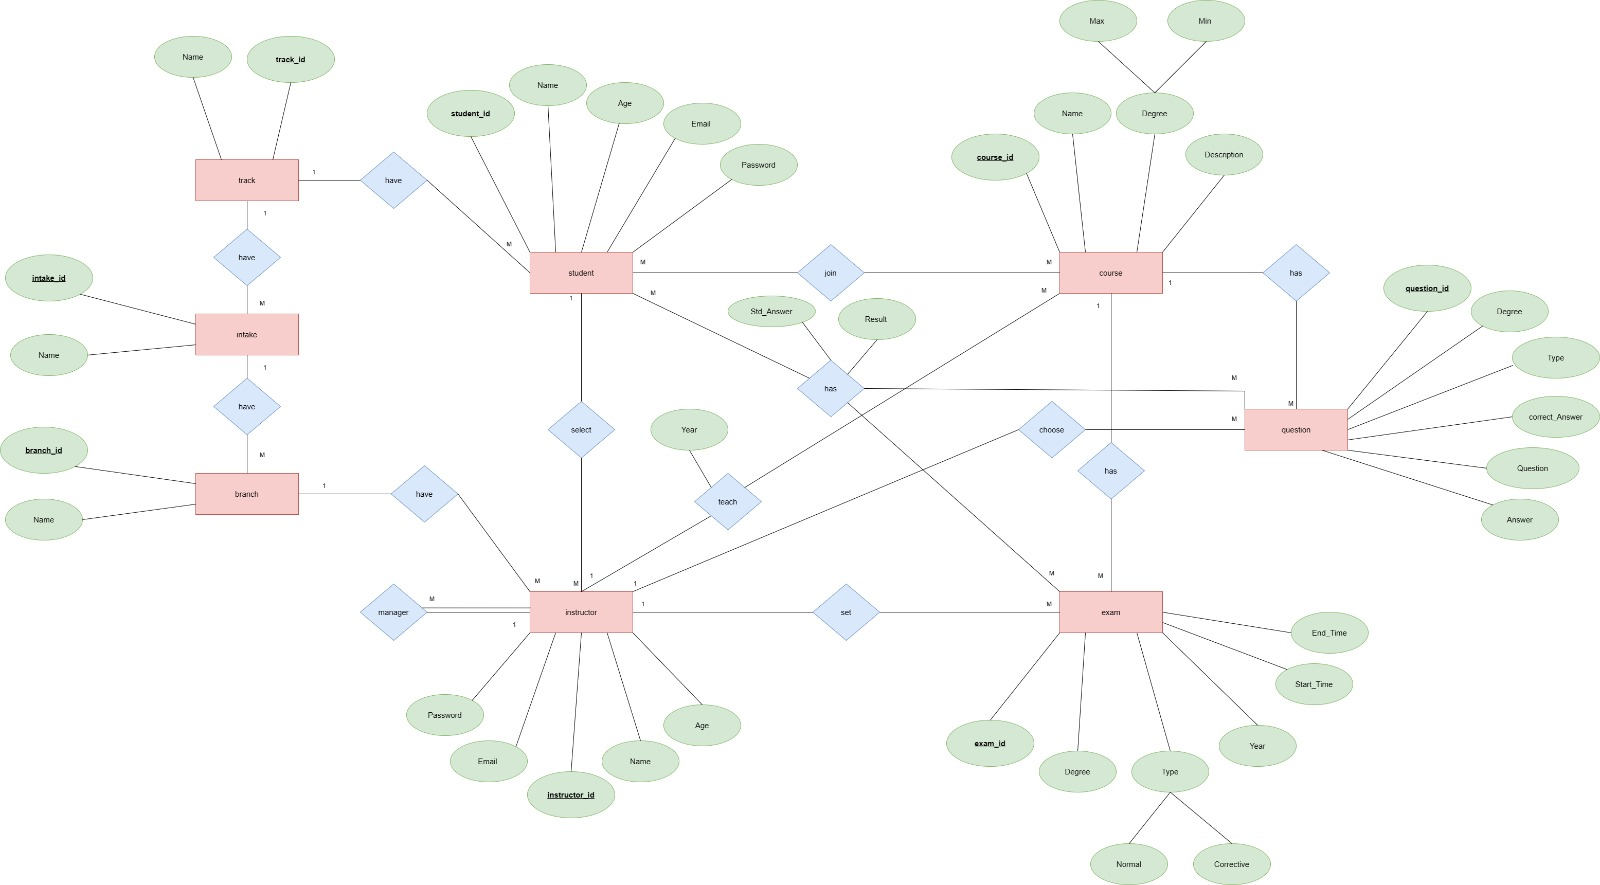 Max
Min
Name
track_id
student_id
Name
Age
Email
Password
course_id
Name
Degree
Description
track
1
have
M
student
M
join
M
course
1
has
1
have
M
intake_id
Name
intake
1
have
M
branch_id
Name
branch
1
have
M
1
select
M
M
Std_Answer
Result
has
M
M
M
1
Year
teach
1
choose
M
1
has
M
question_id
Degree
Type
correct_Answer
Question
Answer
question
M
manager
M
1
instructor
1
set
M
exam
Password
Email
instructor_id
Name
Age
exam_id
Degree
Type
Year
Start_Time
End_Time
Normal
Corrective